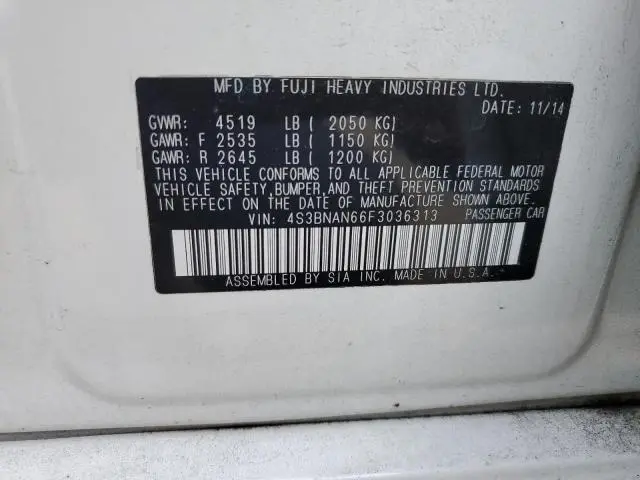 MFD BY FUJI HEAVY INDUSTRIES LTD.
DATE: 11/14
GVWR: 4519 LB ( 2050 KG)
GAWR: F 2535 LB ( 1150 KG)
GAWR: R 2645 LB ( 1200 KG)
THIS VEHICLE CONFORMS TO ALL APPLICABLE FEDERAL MOTOR
VEHICLE SAFETY,BUMPER,AND THEFT PREVENTION STANDARDS
IN EFFECT ON THE DATE OF MANUFACTURE SHOWN ABOVE.
VIN: 4S3BNAN66F3036313 PASSENGER CAR
ASSEMBLED BY SIA INC. MADE IN U.S.A.